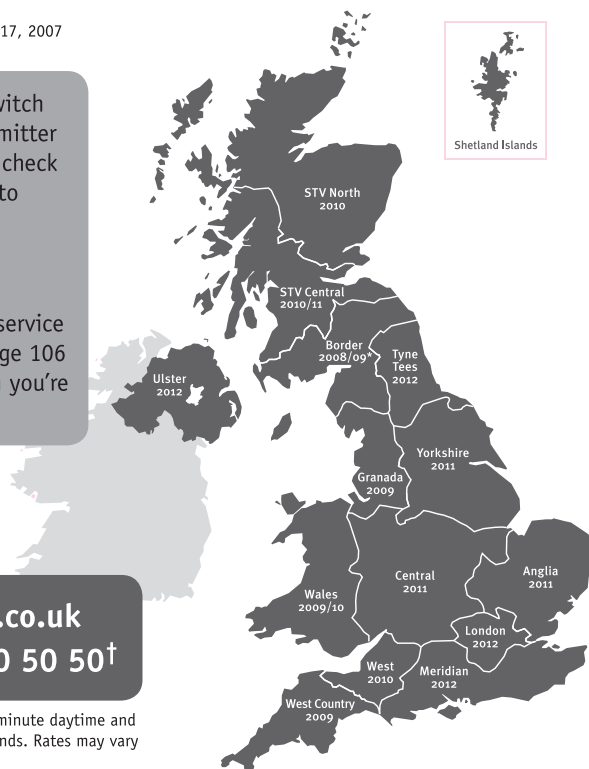 17, 2007
witch
mitter
check
to
service
ge 106
you're
.co.uk
0 50 50†
minute daytime and
nds. Rates may vary
Shetland Islands
STV North
2010
STV Central
2010/11
Border
2008/09*
Tyne
Tees
2012
Ulster
2012
Yorkshire
2011
Granada
2009
Wales
2009/10
Central
2011
Anglia
2011
London
2012
West
2010
Meridian
2012
West Country
2009